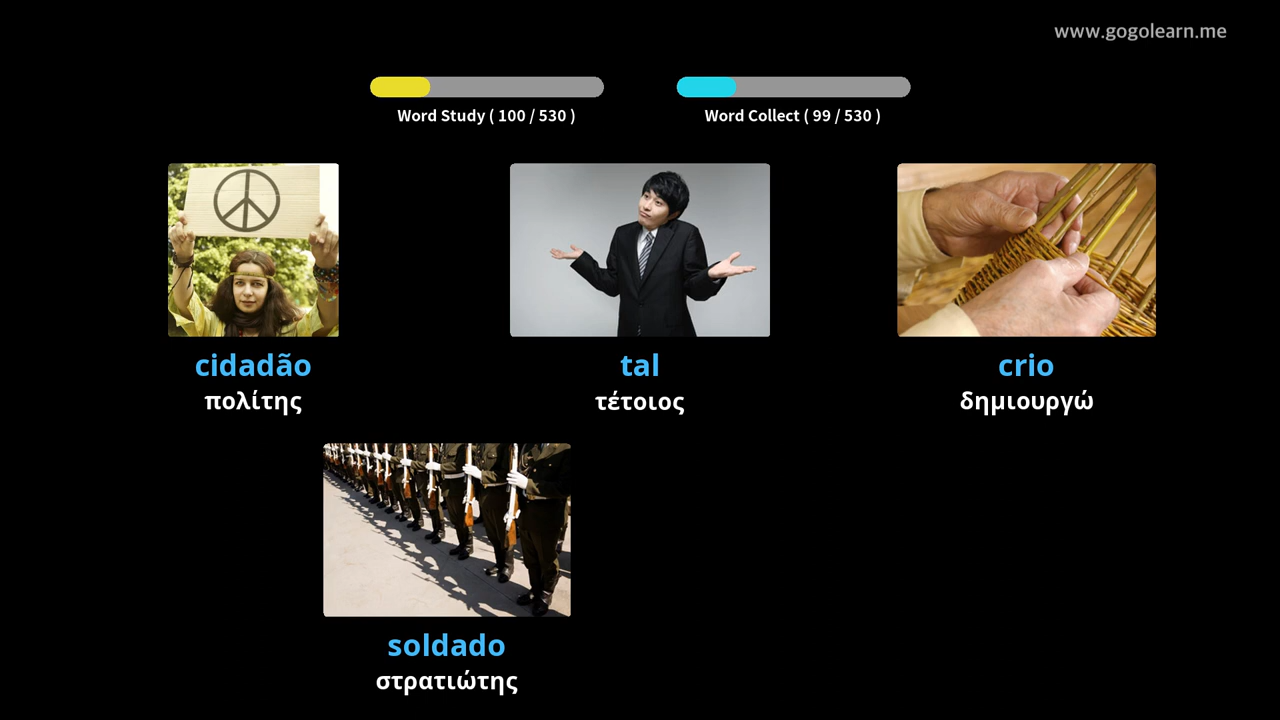 www.gogolearn.me
Word Study ( 100 / 530 )
Word Collect ( 99 / 530 )
cidadão
πολίτης
tal
τέτοιος
crio
δημιουργώ
soldado
στρατιώτης